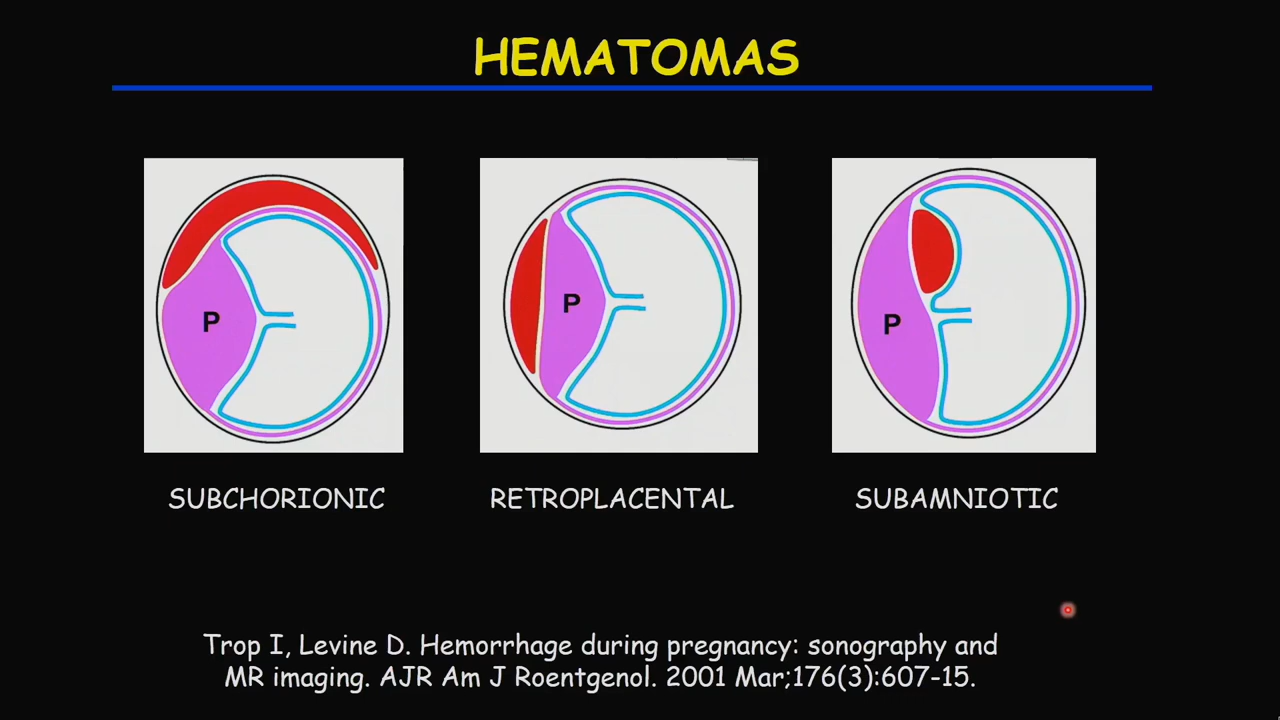 HEMATOMAS
P
P
P
SUBCHORIONIC
RETROPLACENTAL
SUBAMNIOTIC
Trop I, Levine D. Hemorrhage during pregnancy: sonography and
MR imaging. AJR Am J Roentgenol. 2001 Mar;176(3):607-15.